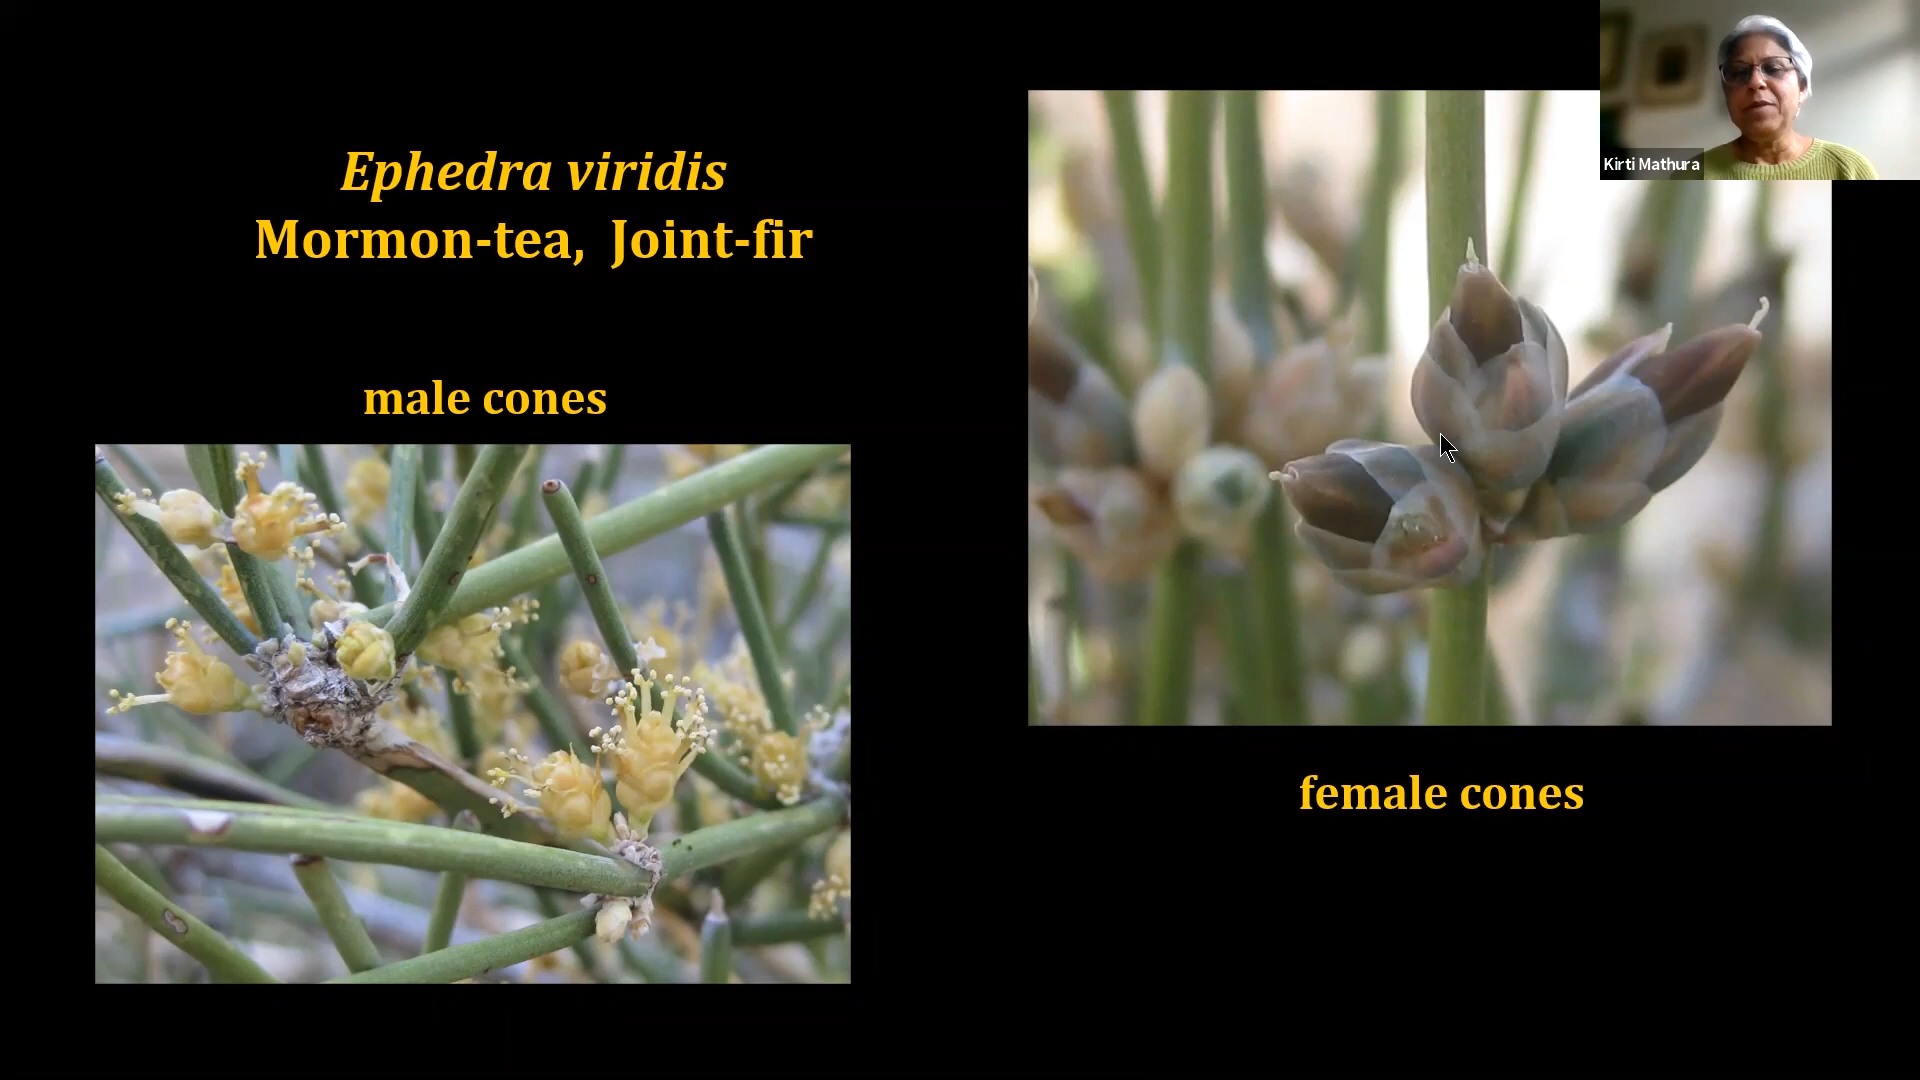 Ephedra viridis
Mormon-tea, Joint-fir
male cones
female cones
Kirti Mathura